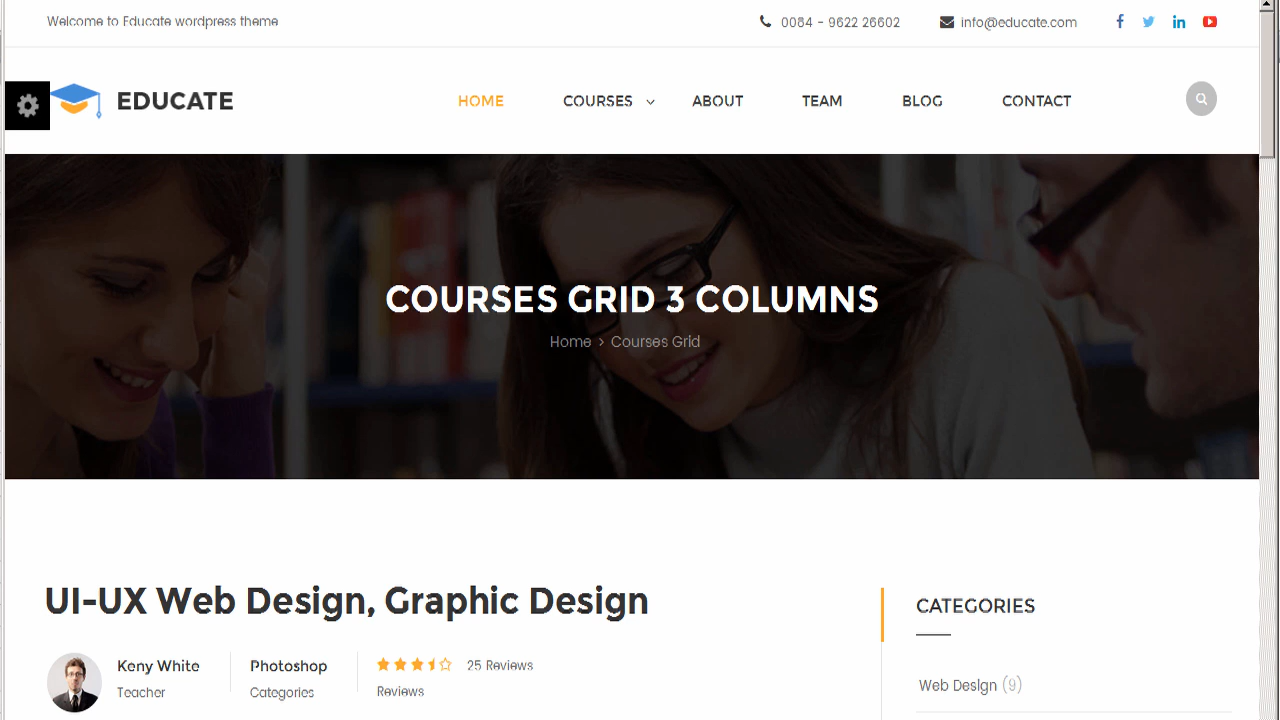 Welcome to Educate wordpress theme
0084 - 9622 26602
info@educate.com
EDUCATE
HOME
COURSES
ABOUT
TEAM
BLOG
CONTACT
COURSES GRID 3 COLUMNS
Home > Courses Grid
UI-UX Web Design, Graphic Design
CATEGORIES
Keny White
Photoshop
25 Reviews
Teacher
Categories
Reviews
Web Design (9)